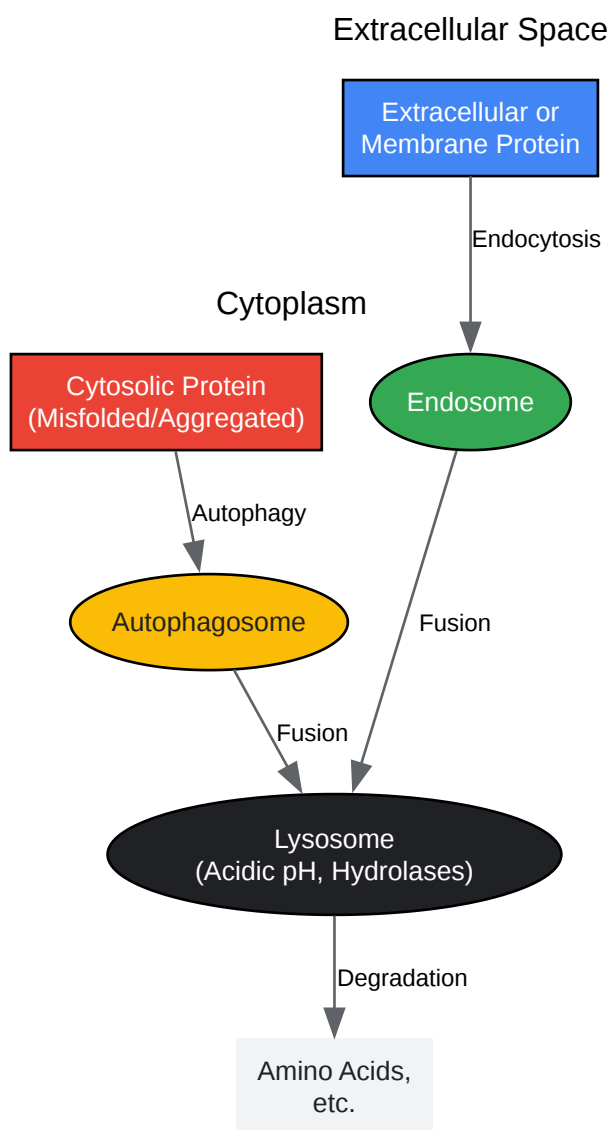 Extracellular Space
Extracellular or
Membrane Protein
Endocytosis
Cytoplasm
Cytosolic Protein
(Misfolded/Aggregated)
Endosome
Autophagy
Autophagosome
Fusion
Fusion
Lysosome
(Acidic pH, Hydrolases)
Degradation
Amino Acids,
etc.